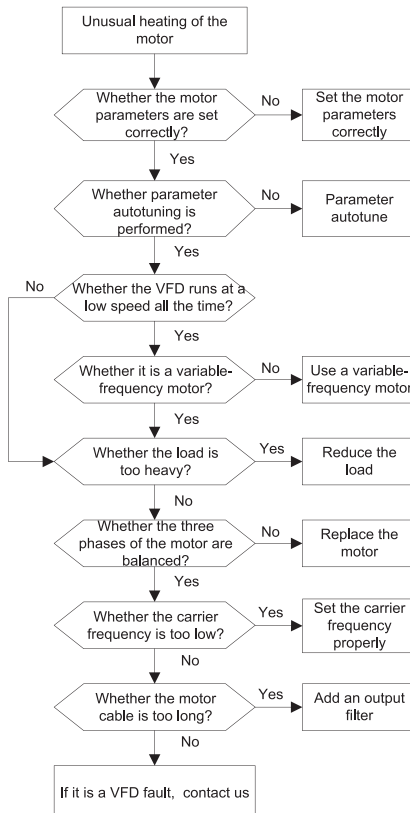 Unusual heating of the
motor
Whether the motor
parameters are set
correctly?
No
Set the motor
parameters
correctly
Yes
Whether parameter
autotuning is
performed?
No
Parameter
autotune
Yes
No
Whether the VFD runs at a
low speed all the time?
Yes
Whether it is a variable-
frequency motor?
No
Use a variable-
frequency motor
Yes
Whether the load is
too heavy?
Yes
Reduce the
load
No
Whether the three
phases of the motor are
balanced?
No
Replace the
motor
Yes
Whether the carrier
frequency is too low?
Yes
Set the carrier
frequency
properly
No
Whether the motor
cable is too long?
Yes
Add an output
filter
No
If it is a VFD fault, contact us